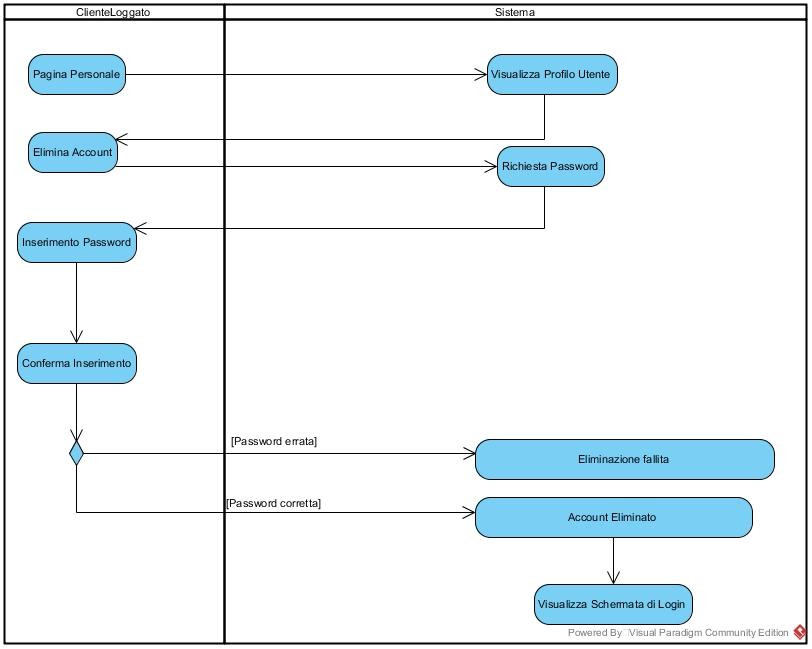 ClienteLoggato
Sistema
Pagina Personale
Visualizza Profilo Utente
Elimina Account
Richiesta Password
Inserimento Password
Conferma Inserimento
[Password errata]
Eliminazione fallita
[Password corretta]
Account Eliminato
Visualizza Schermata di Login
Powered By Visual Paradigm Community Edition